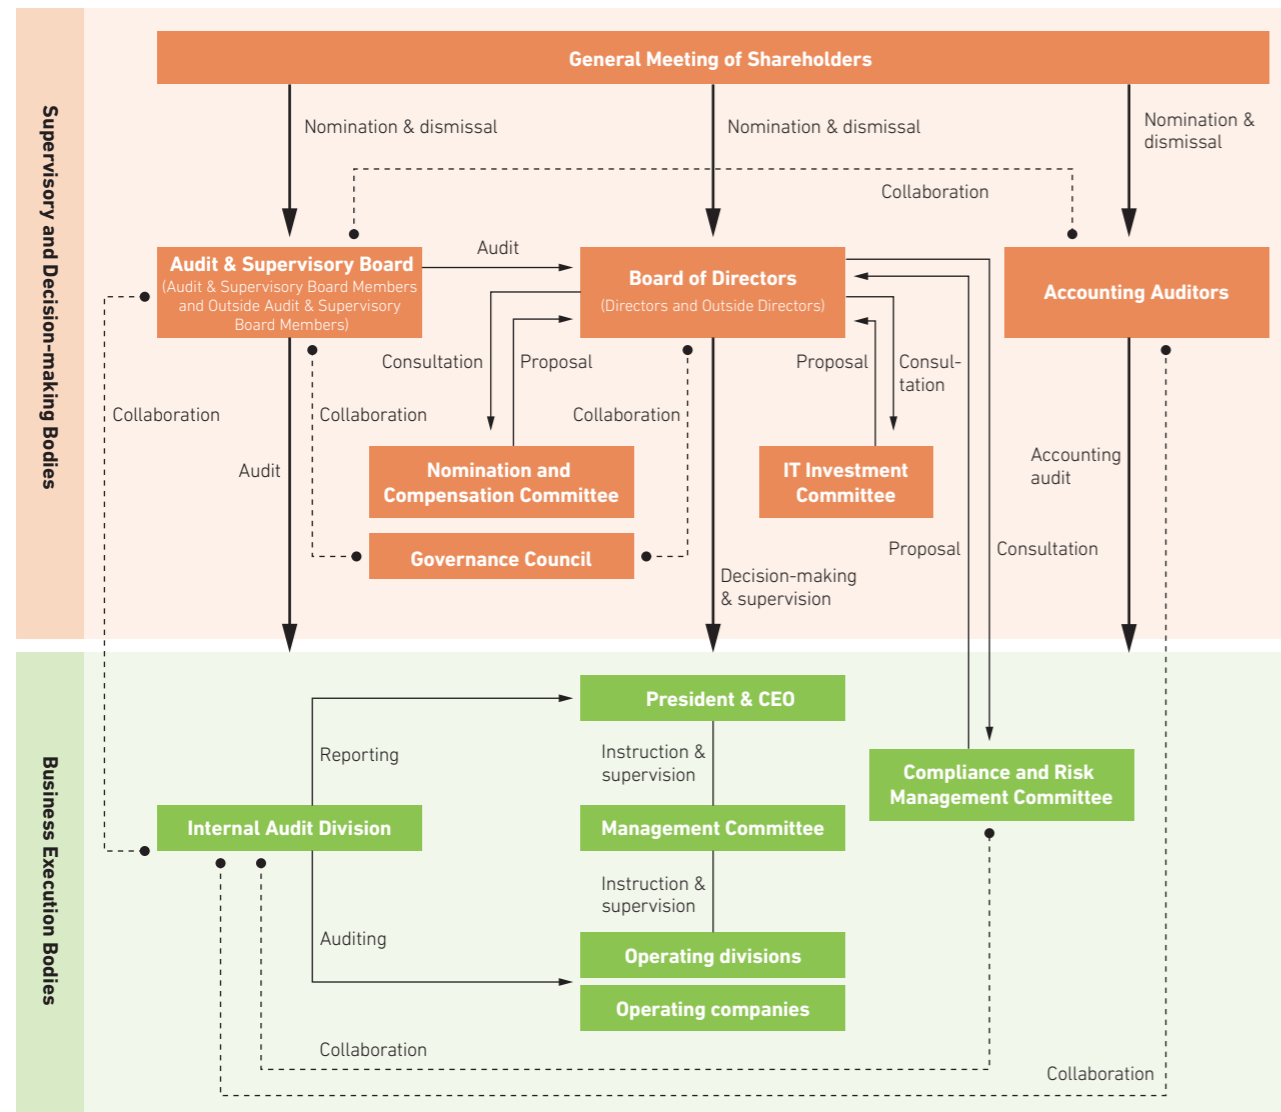 Supervisory and Decision-making Bodies
General Meeting of Shareholders
Nomination & dismissal
Nomination & dismissal
Nomination &
dismissal
Collaboration
Audit & Supervisory Board
(Audit & Supervisory Board Members
and Outside Audit & Supervisory
Board Members)
Audit
Board of Directors
(Directors and Outside Directors)
Accounting Auditors
Consultation
Proposal
Proposal
Consul-
tation
Collaboration
Collaboration
Collaboration
Audit
Nomination and
Compensation Committee
IT Investment
Committee
Accounting
audit
Governance Council
Proposal
Consultation
Decision-making
& supervision
Business Execution Bodies
President & CEO
Reporting
Instruction &
supervision
Compliance and Risk
Management Committee
Internal Audit Division
Management Committee
Instruction &
supervision
Auditing
Operating divisions
Operating companies
Collaboration
Collaboration